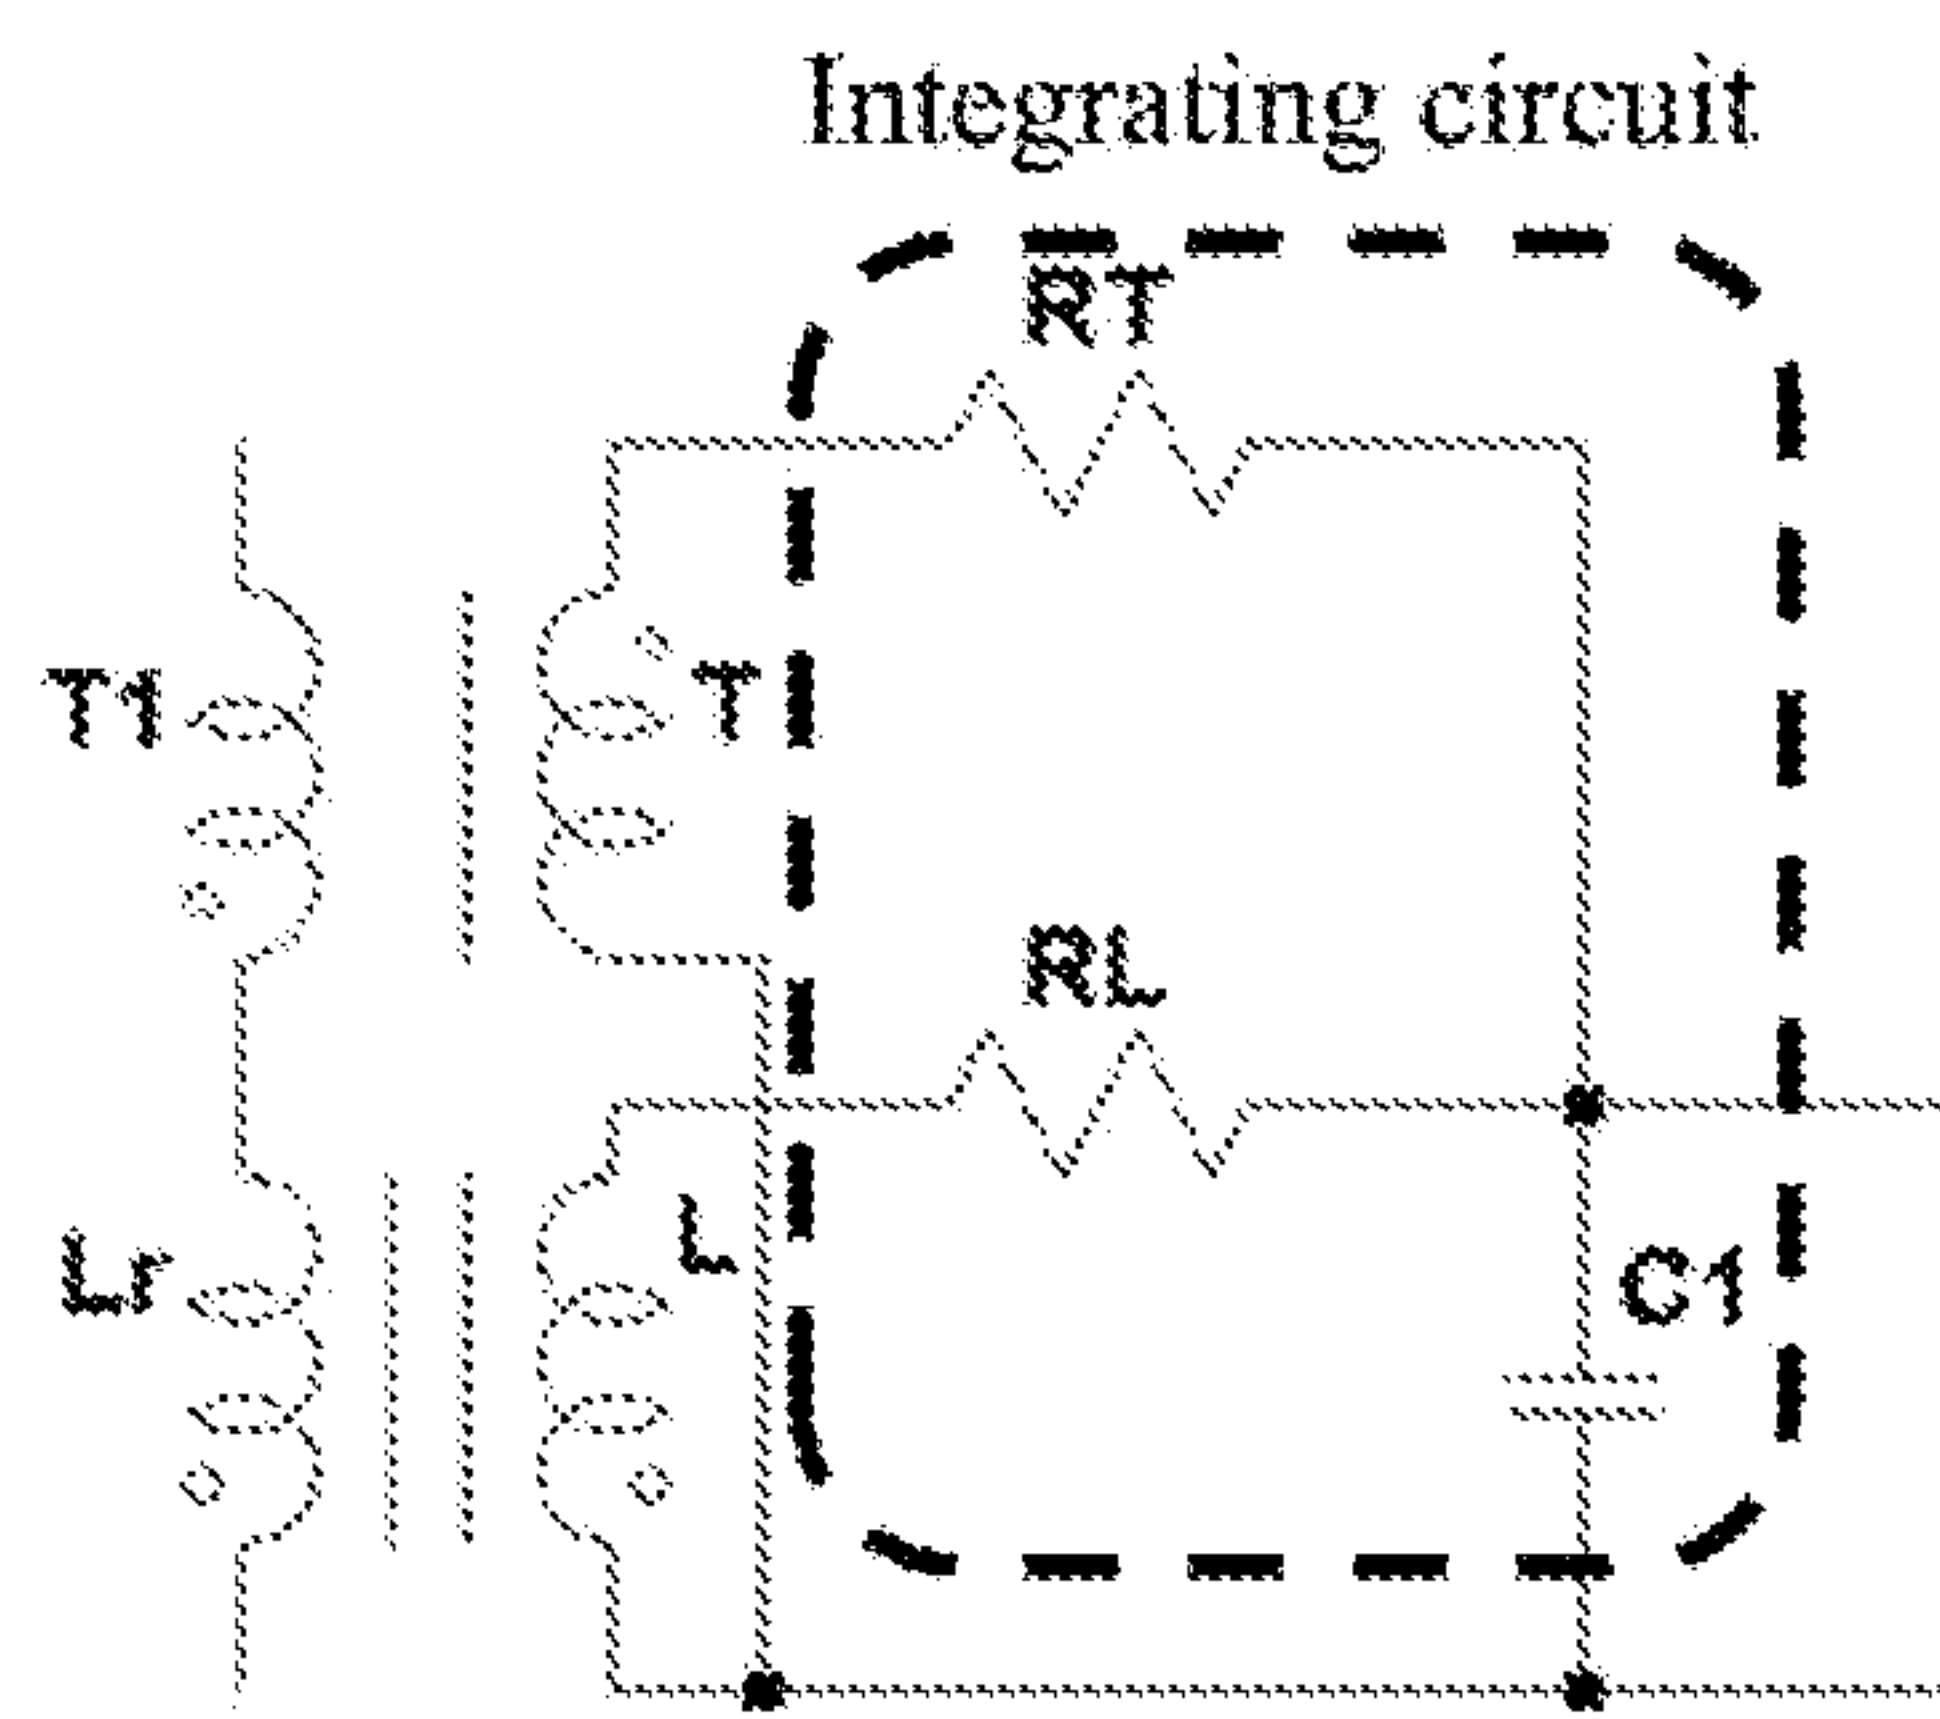 Integrating circuit
RT
T1
T
RL
L
Lr
C1